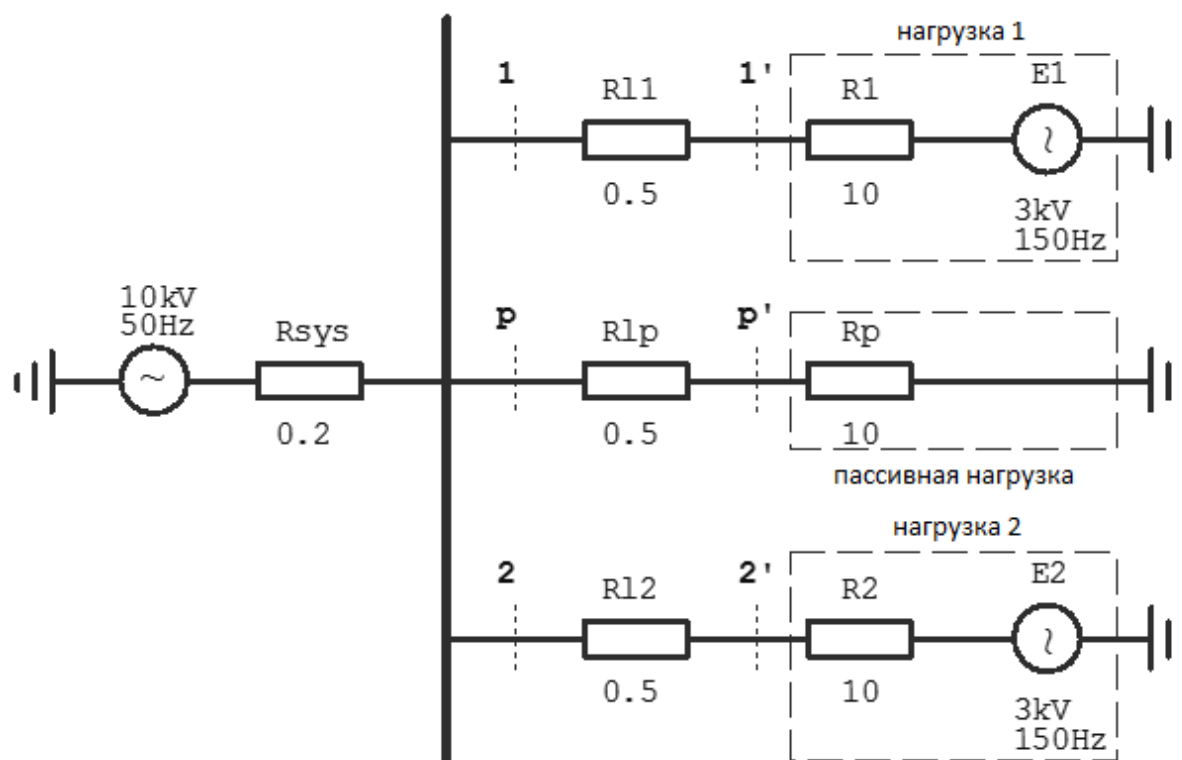 нагрузка 1
1
1'
Rl1
R1
E1
0.5
10
3kV
150Hz
10kV
50Hz
Rsys
0.2
p
p'
Rlp
Rp
0.5
10
пассивная нагрузка
нагрузка 2
2
2'
Rl2
R2
E2
0.5
10
3kV
150Hz